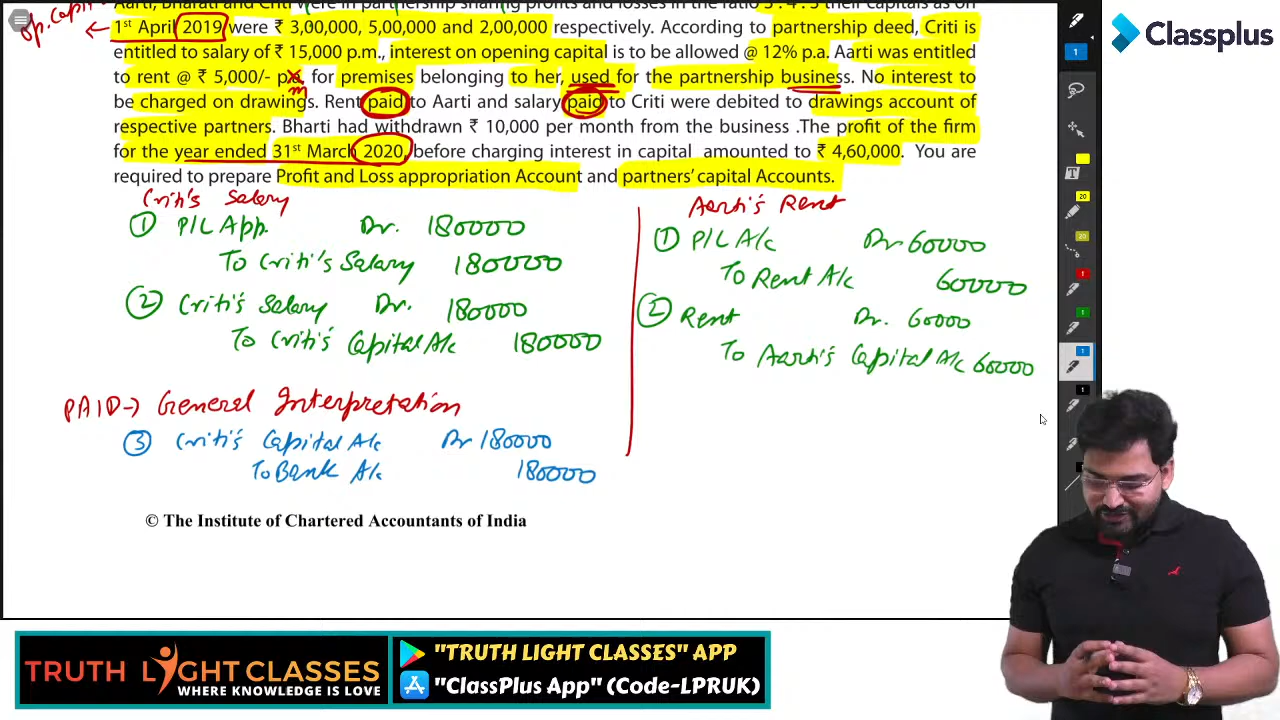 Aarti, Bharati and Criti were in partnership sharing profits and losses in the ratio 3 : 4 : 3 their capitals as on
1st April 2019 were ₹ 3,00,000, 5,00,000 and 2,00,000 respectively. According to partnership deed, Criti is
entitled to salary of ₹ 15,000 p.m., interest on opening capital is to be allowed @ 12% p.a. Aarti was entitled
to rent @ ₹ 5,000/- p.a. for premises belonging to her, used for the partnership business. No interest to
m
be charged on drawings. Rent paid to Aarti and salary paid to Criti were debited to drawings account of
respective partners. Bharti had withdrawn ₹ 10,000 per month from the business .The profit of the firm
for the year ended 31st March 2020, before charging interest in capital amounted to ₹ 4,60,000. You are
required to prepare Profit and Loss appropriation Account and partners' capital Accounts.
Op. Capit
Criti's Salary
① P/L App. Dr. 180000
To Criti's Salary 180000
② Criti's Salary Dr. 180000
To Criti's Capital A/c 180000
PAID → General Interpretation
③ Criti's Capital A/c Dr 180000
To Bank A/c 180000
Aarti's Rent
① P/L A/c Dr 60000
To Rent A/c 60000
② Rent Dr. 60000
To Aarti's Capital A/c 60000
© The Institute of Chartered Accountants of India
Classplus
1
1
20
20
1
1
1
1
TRUTH LIGHT CLASSES
WHERE KNOWLEDGE IS LOVE
"TRUTH LIGHT CLASSES" APP
"ClassPlus App" (Code-LPRUK)